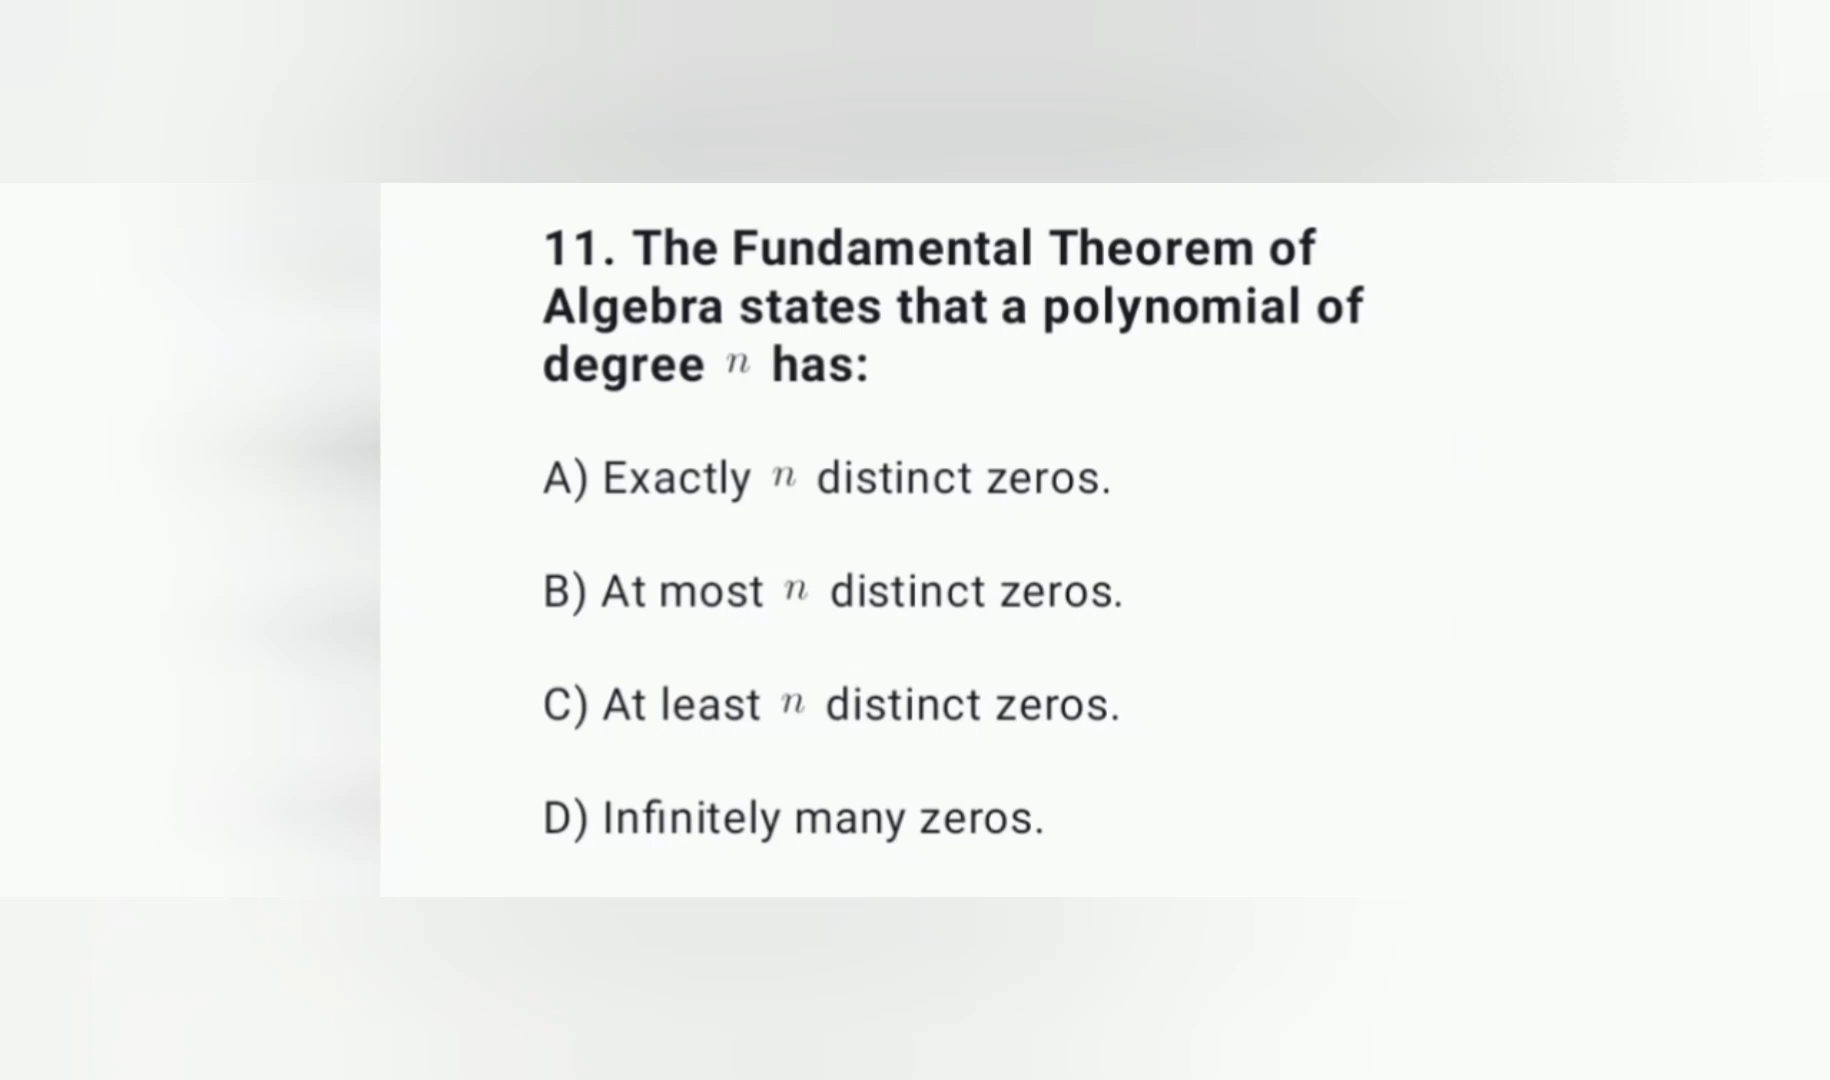 11. The Fundamental Theorem of
Algebra states that a polynomial of
degree n has:
A) Exactly n distinct zeros.
B) At most n distinct zeros.
C) At least n distinct zeros.
D) Infinitely many zeros.